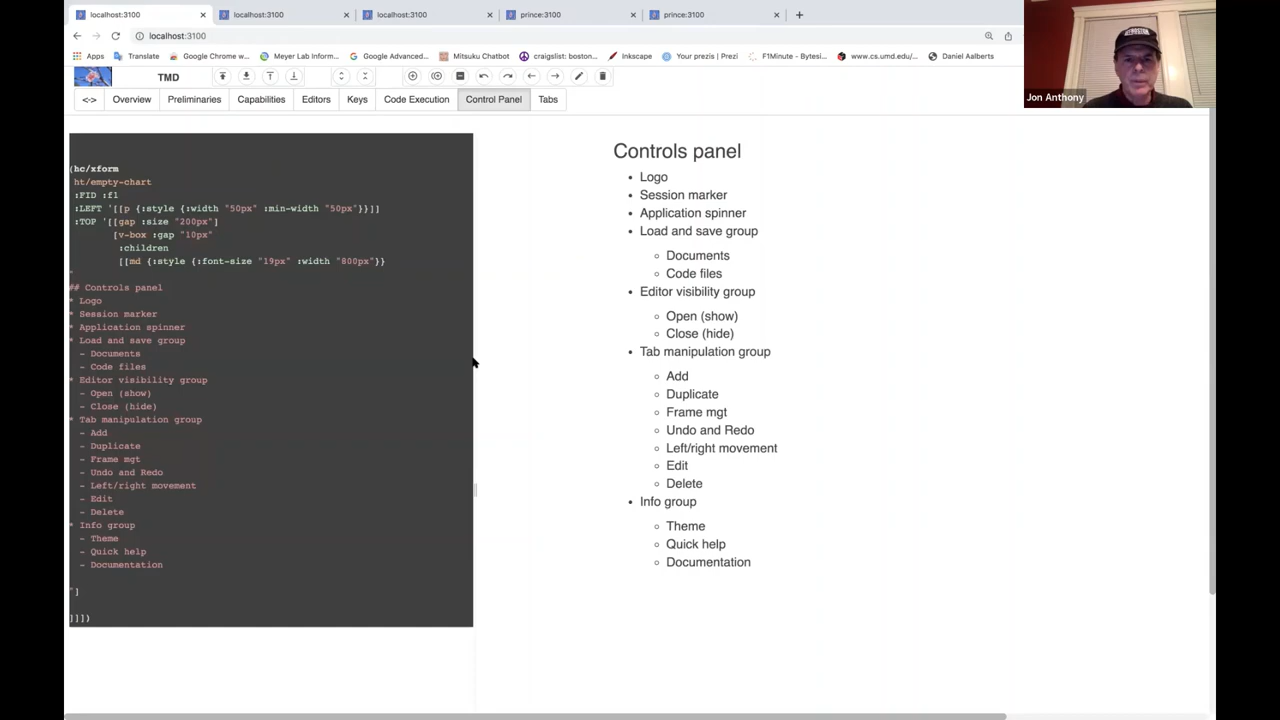 localhost:3100
localhost:3100
localhost:3100
prince:3100
prince:3100
localhost:3100
Apps
Translate
Google Chrome w...
Meyer Lab Inform...
Google Advanced...
Mitsuku Chatbot
craigslist: boston...
Inkscape
Your prezis | Prezi
F1Minute - Bytesi...
www.cs.umd.edu/...
Daniel Aalberts
TMD
<->
Overview
Preliminaries
Capabilities
Editors
Keys
Code Execution
Control Panel
Tabs
Jon Anthony
(hc/xform
ht/empty-chart
:FID :f1
:LEFT '[[p {:style {:width "50px" :min-width "50px"}}]]
:TOP '[[gap :size "200px"]
[v-box :gap "10px"
:children
[[md {:style {:font-size "19px" :width "800px"}}
"
## Controls panel
* Logo
* Session marker
* Application spinner
* Load and save group
- Documents
- Code files
* Editor visibility group
- Open (show)
- Close (hide)
* Tab manipulation group
- Add
- Duplicate
- Frame mgt
- Undo and Redo
- Left/right movement
- Edit
- Delete
* Info group
- Theme
- Quick help
- Documentation
"]
]]])
Controls panel
• Logo
• Session marker
• Application spinner
• Load and save group
◦ Documents
◦ Code files
• Editor visibility group
◦ Open (show)
◦ Close (hide)
• Tab manipulation group
◦ Add
◦ Duplicate
◦ Frame mgt
◦ Undo and Redo
◦ Left/right movement
◦ Edit
◦ Delete
• Info group
◦ Theme
◦ Quick help
◦ Documentation